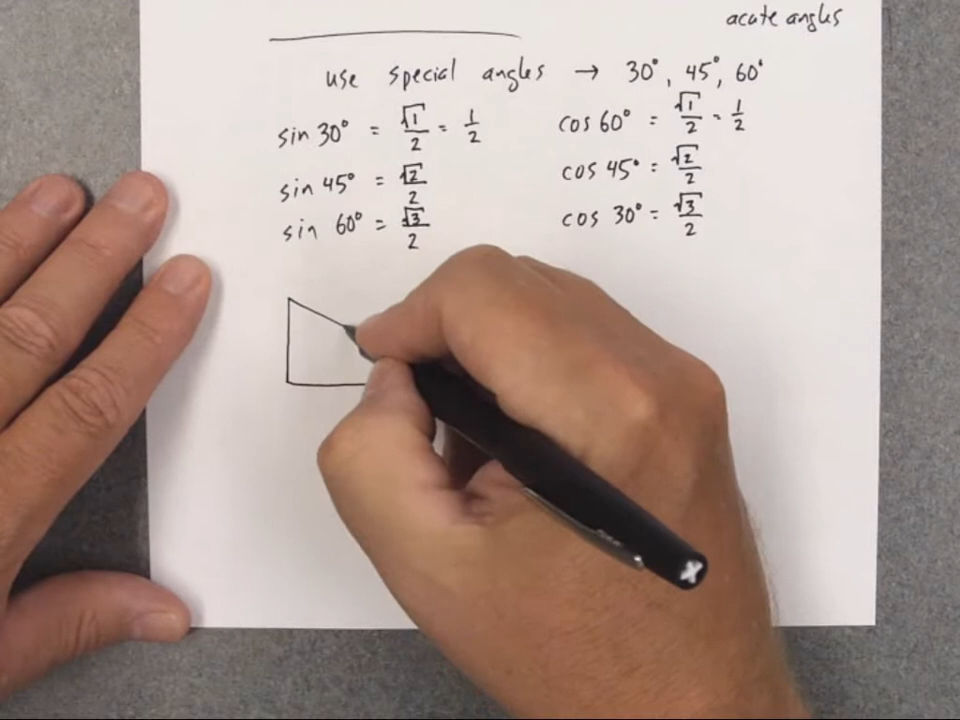 acute angles
use special angles → 30°, 45°, 60°
sin 30° = √1/2 = 1/2 cos 60° = √1/2 = 1/2
sin 45° = √2/2 cos 45° = √2/2
sin 60° = √3/2 cos 30° = √3/2